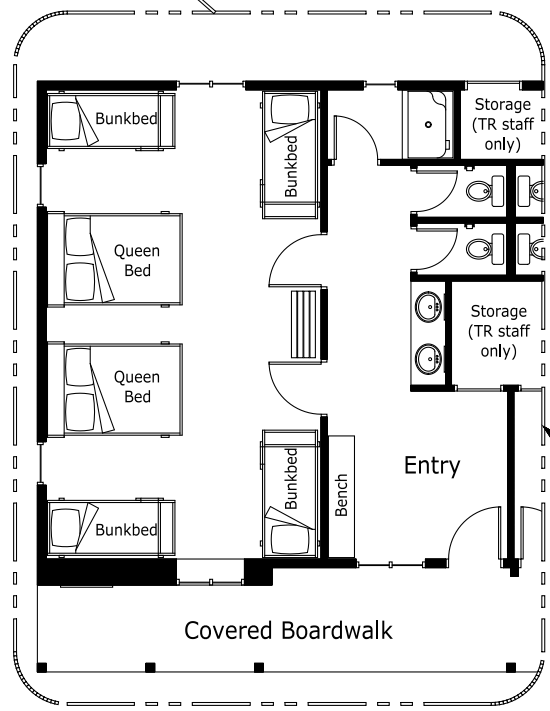 Bunkbed
Bunkbed
Storage
(TR staff
only)
Queen
Bed
Storage
(TR staff
only)
Queen
Bed
Entry
Bunkbed
Bench
Bunkbed
Covered Boardwalk